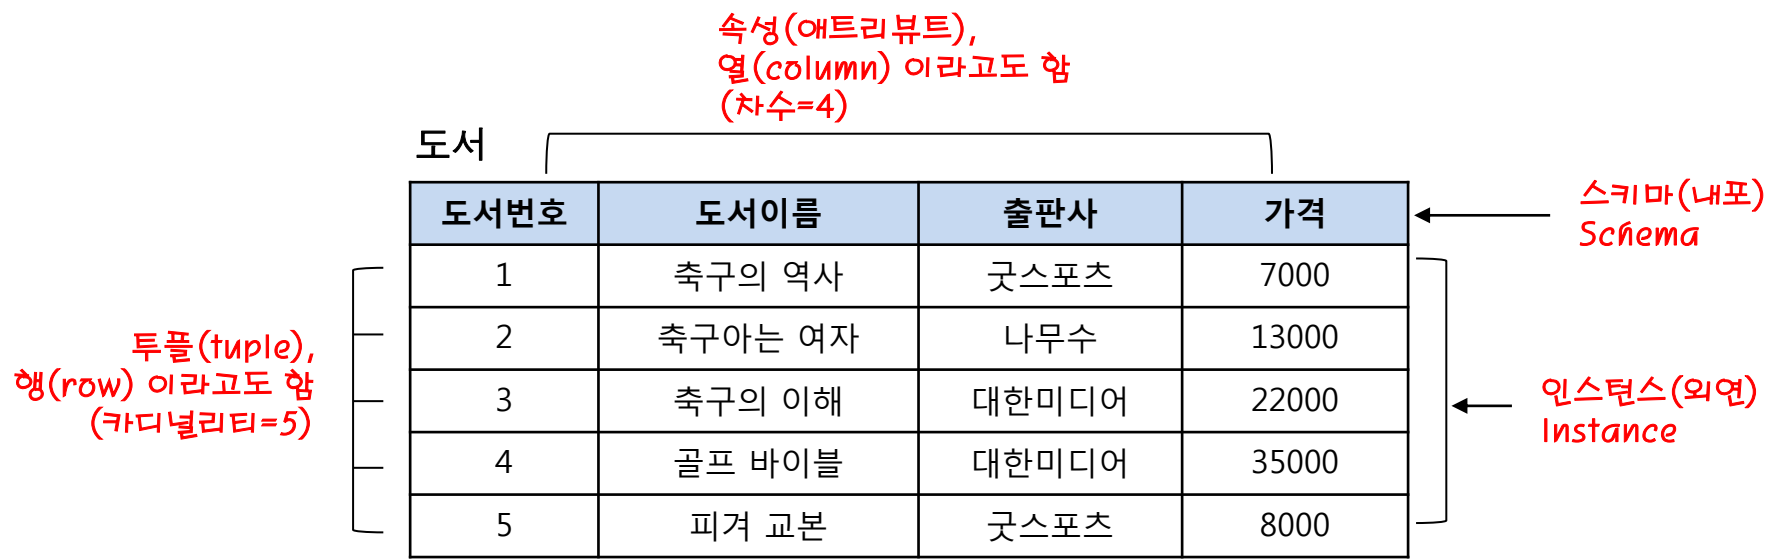 속성(애트리뷰트),
열(column) 이라고도 함
(차수=4)
도서
도서번호 도서이름 출판사 가격
스키마(내포)
Schema
1 축구의 역사 굿스포츠 7000
2 축구아는 여자 나무수 13000
3 축구의 이해 대한미디어 22000
4 골프 바이블 대한미디어 35000
5 피겨 교본 굿스포츠 8000
투플(tuple),
행(row) 이라고도 함
(카디널리티=5)
인스턴스(외연)
Instance